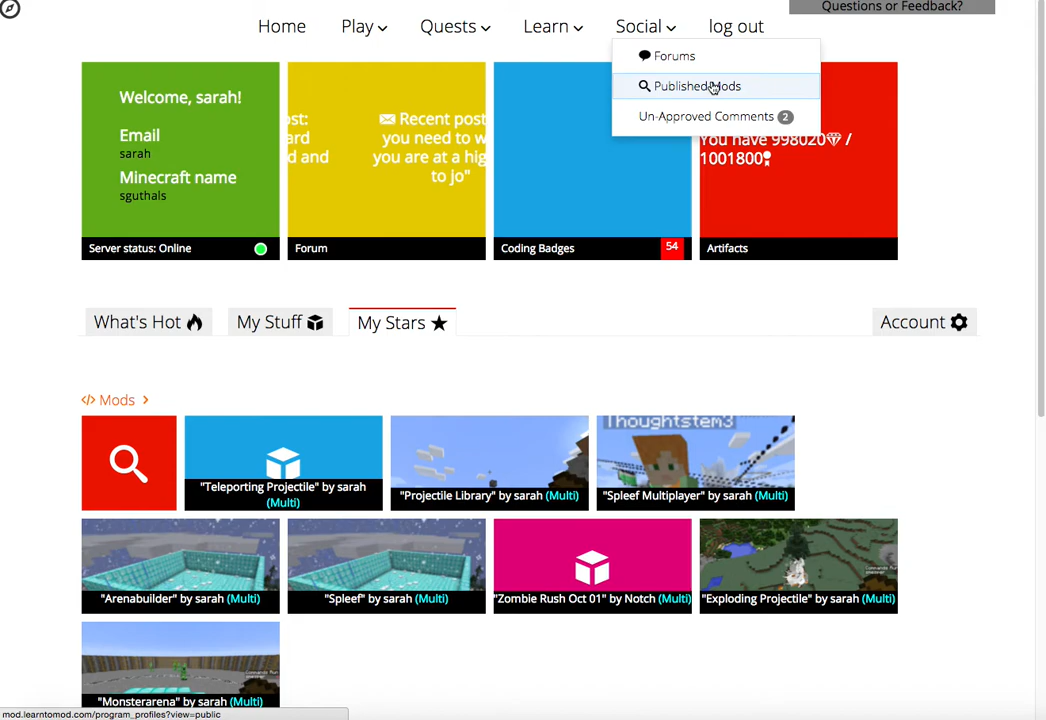 Questions or Feedback?
Home Play Quests Learn Social log out
Forums
Published Mods
Un-Approved Comments 2
Welcome, sarah!
Email
sarah
Minecraft name
sguthals
Server status: Online
ost:
ard
d and
Recent post
you need to w
you are at a hig
to jo"
Forum
Coding Badges 54
You have 998020 /
1001800
Artifacts
What's Hot My Stuff My Stars Account
</> Mods >
"Teleporting Projectile" by sarah
(Multi)
"Projectile Library" by sarah (Multi)
Thoughtstem3
"Spleef Multiplayer" by sarah (Multi)
"Arenabuilder" by sarah (Multi)
"Spleef" by sarah (Multi)
"Zombie Rush Oct 01" by Notch (Multi)
"Exploding Projectile" by sarah (Multi)
"Monsterarena" by sarah (Multi)
mod.learntomod.com/program_profiles?view=public